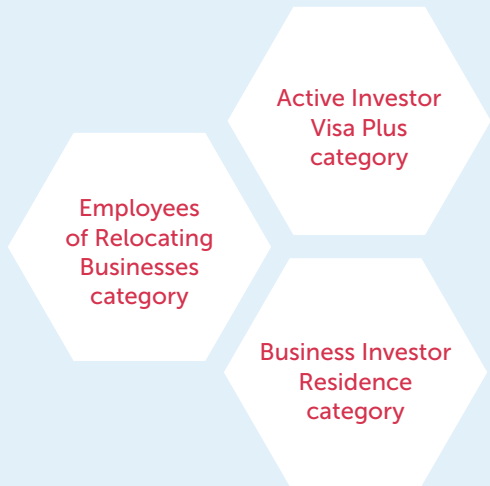 Active Investor
Visa Plus
category
Employees
of Relocating
Businesses
category
Business Investor
Residence
category